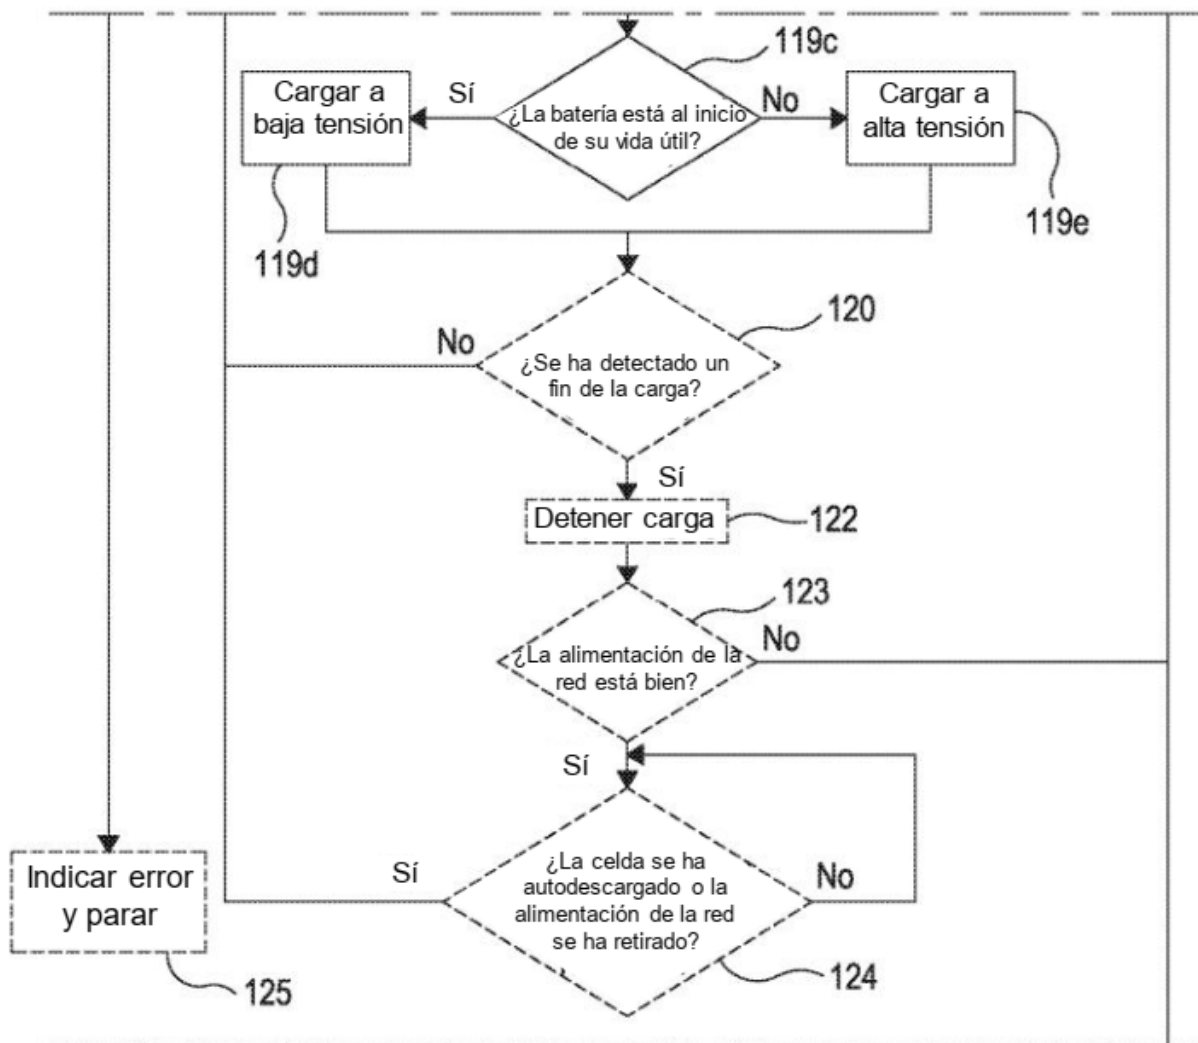 119c
Cargar a
baja tensión
Sí
¿La batería está al inicio
de su vida útil?
No
Cargar a
alta tensión
119d
119e
120
No
¿Se ha detectado un
fin de la carga?
Sí
Detener carga
122
123
¿La alimentación de la
red está bien?
No
Sí
¿La celda se ha
autodescargado o la
alimentación de la red
se ha retirado?
Sí
No
Indicar error
y parar
124
125